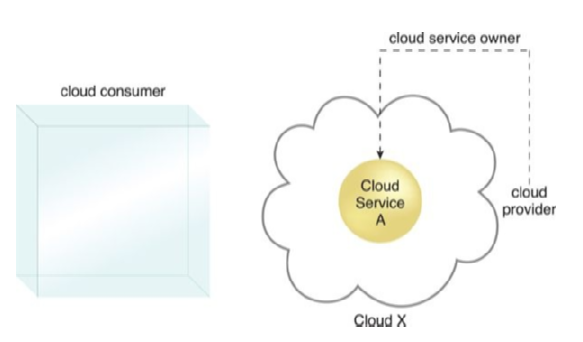 cloud service owner
cloud consumer
Cloud
Service
A
cloud
provider
Cloud X